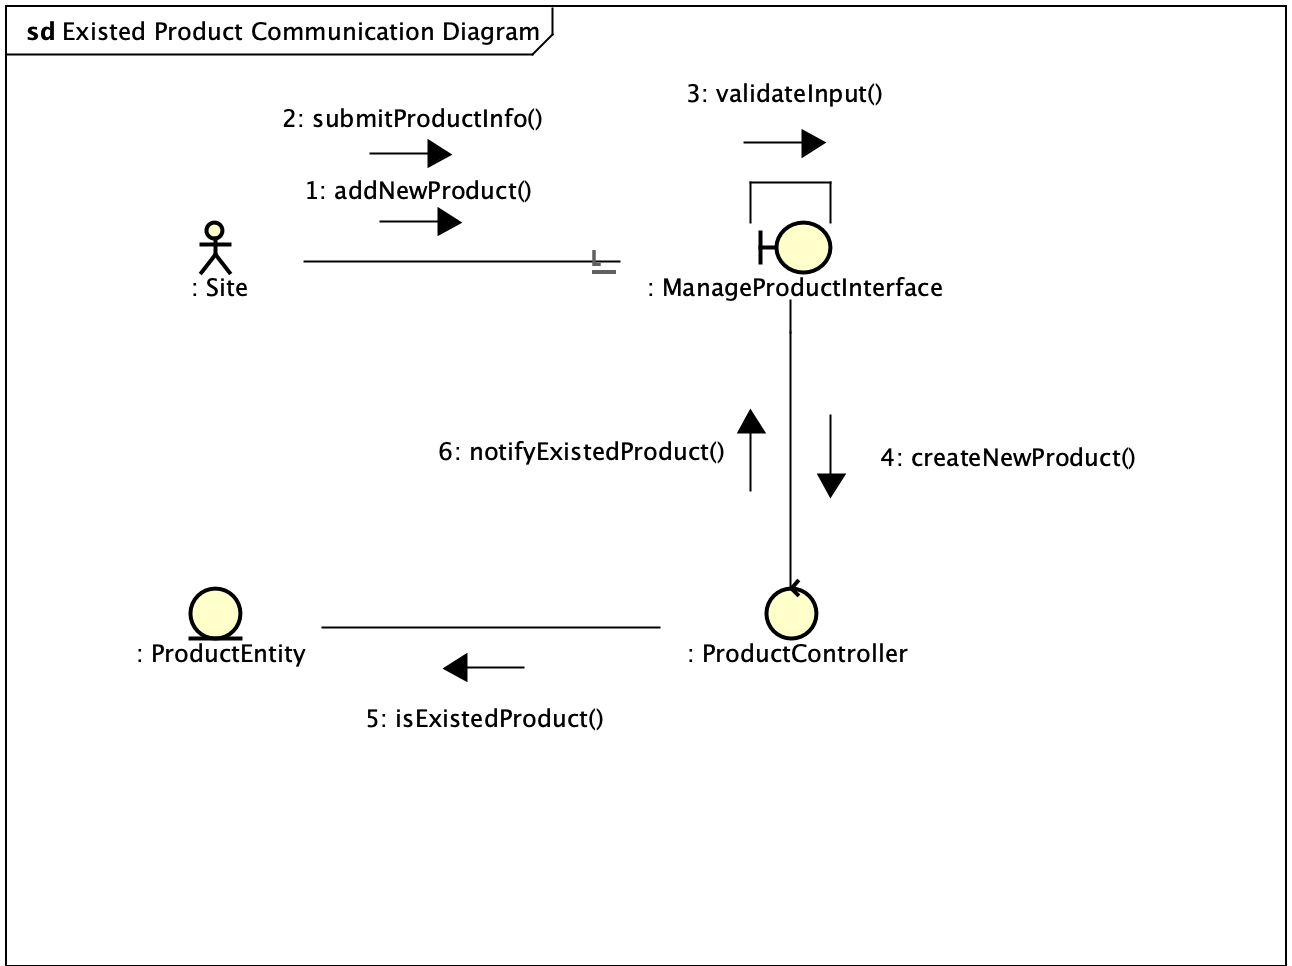 sd Existed Product Communication Diagram
3: validateInput()
2: submitProductInfo()
1: addNewProduct()
: Site
: ManageProductInterface
6: notifyExistedProduct()
4: createNewProduct()
: ProductEntity
: ProductController
5: isExistedProduct()